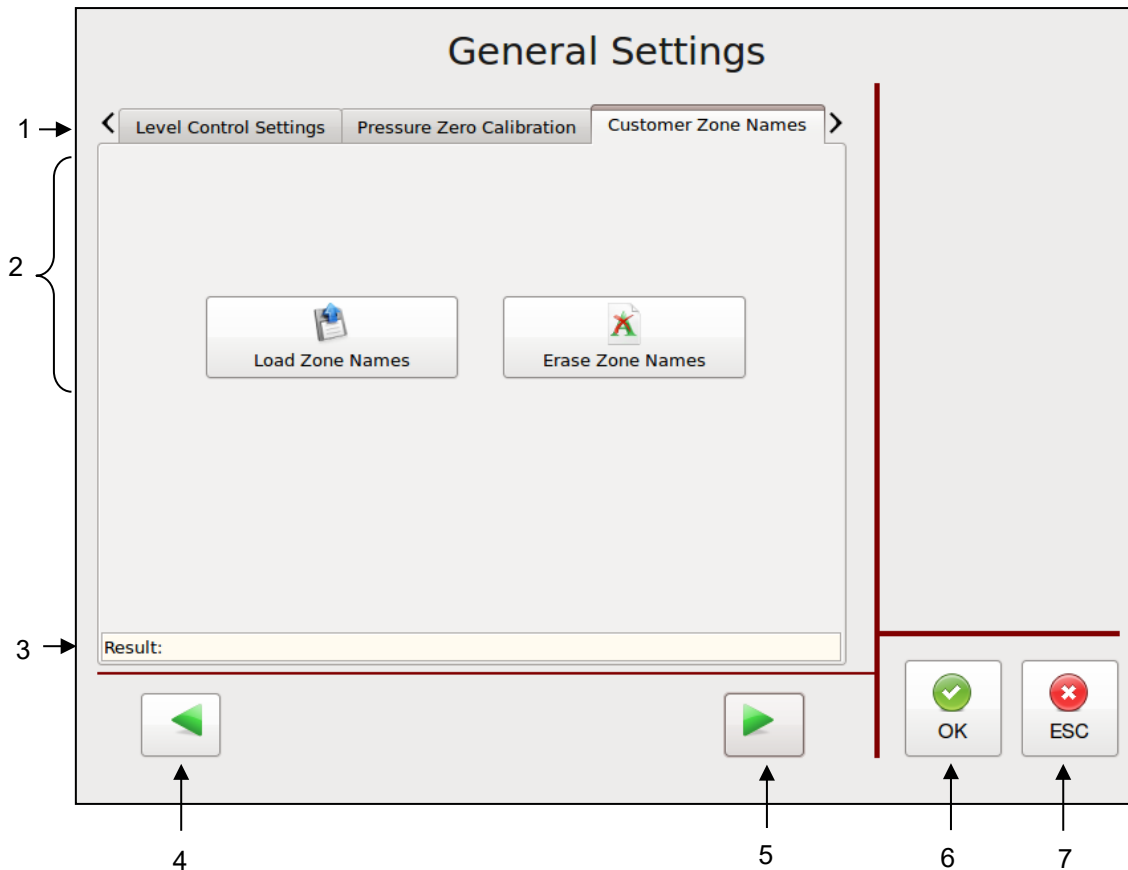 General Settings
1
Level Control Settings
Pressure Zero Calibration
Customer Zone Names
2
Load Zone Names
Erase Zone Names
3
Result:
OK
ESC
4
5
6
7